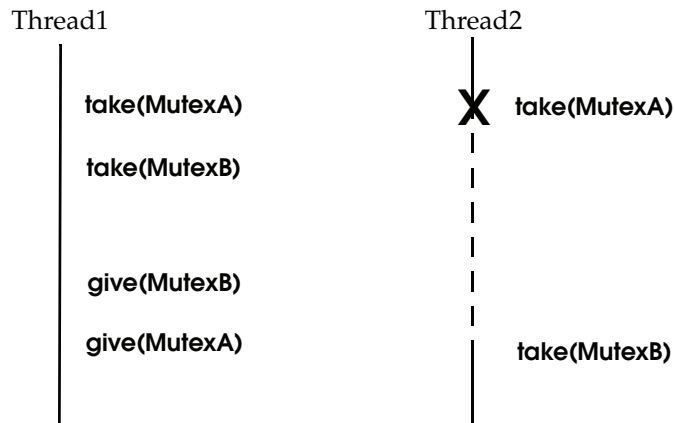 Thread1
take(MutexA)
take(MutexB)
give(MutexB)
give(MutexA)
Thread2
X
take(MutexA)
take(MutexB)